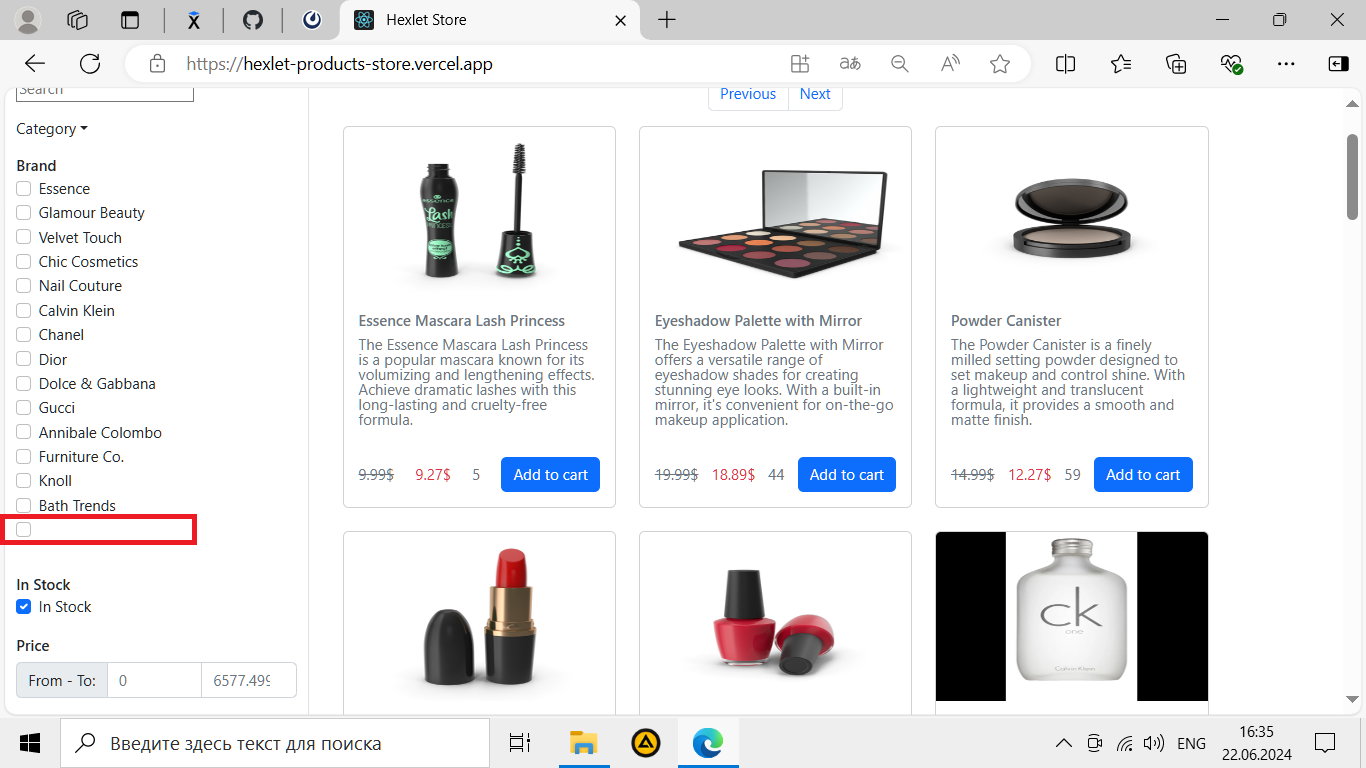 Hexlet Store
https://hexlet-products-store.vercel.app
Search
Previous
Next
Category
Brand
Essence
Glamour Beauty
Velvet Touch
Chic Cosmetics
Nail Couture
Calvin Klein
Chanel
Dior
Dolce & Gabbana
Gucci
Annibale Colombo
Furniture Co.
Knoll
Bath Trends
In Stock
In Stock
Price
From - To:
0
6577.499
essence
Lash
PRINCESS
Essence Mascara Lash Princess
The Essence Mascara Lash Princess
is a popular mascara known for its
volumizing and lengthening effects.
Achieve dramatic lashes with this
long-lasting and cruelty-free
formula.
9.99$ 9.27$ 5 Add to cart
Eyeshadow Palette with Mirror
The Eyeshadow Palette with Mirror
offers a versatile range of
eyeshadow shades for creating
stunning eye looks. With a built-in
mirror, it's convenient for on-the-go
makeup application.
19.99$ 18.89$ 44 Add to cart
Powder Canister
The Powder Canister is a finely
milled setting powder designed to
set makeup and control shine. With
a lightweight and translucent
formula, it provides a smooth and
matte finish.
14.99$ 12.27$ 59 Add to cart
ck
one
Calvin Klein
Введите здесь текст для поиска
ENG
16:35
22.06.2024